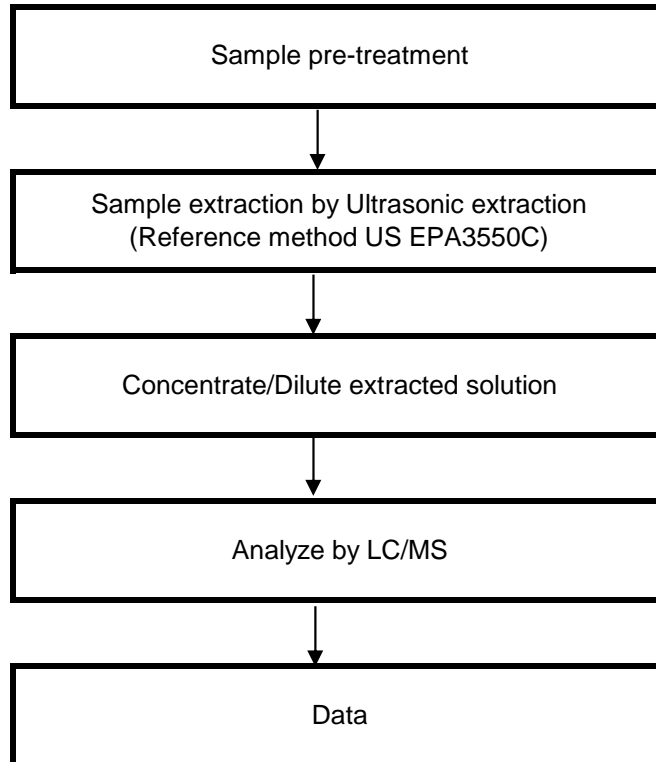 Sample pre-treatment
Sample extraction by Ultrasonic extraction
(Reference method US EPA3550C)
Concentrate/Dilute extracted solution
Analyze by LC/MS
Data